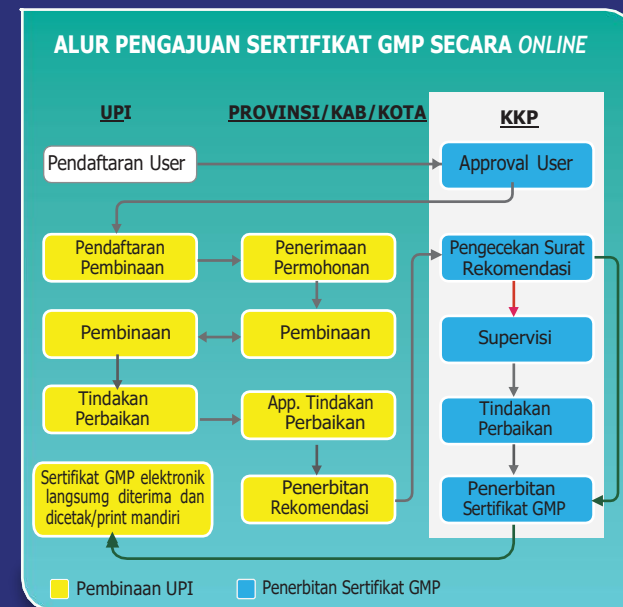 ALUR PENGAJUAN SERTIFIKAT GMP SECARA ONLINE
UPI
PROVINSI/KAB/KOTA
KKP
Pendaftaran User
Approval User
Pendaftaran
Pembinaan
Penerimaan
Permohonan
Pengecekan Surat
Rekomendasi
Pembinaan
Pembinaan
Supervisi
Tindakan
Perbaikan
App. Tindakan
Perbaikan
Tindakan
Perbaikan
Sertifikat GMP elektronik
langsumg diterima dan
dicetak/print mandiri
Penerbitan
Rekomendasi
Penerbitan
Sertifikat GMP
Pembinaan UPI
Penerbitan Sertifikat GMP